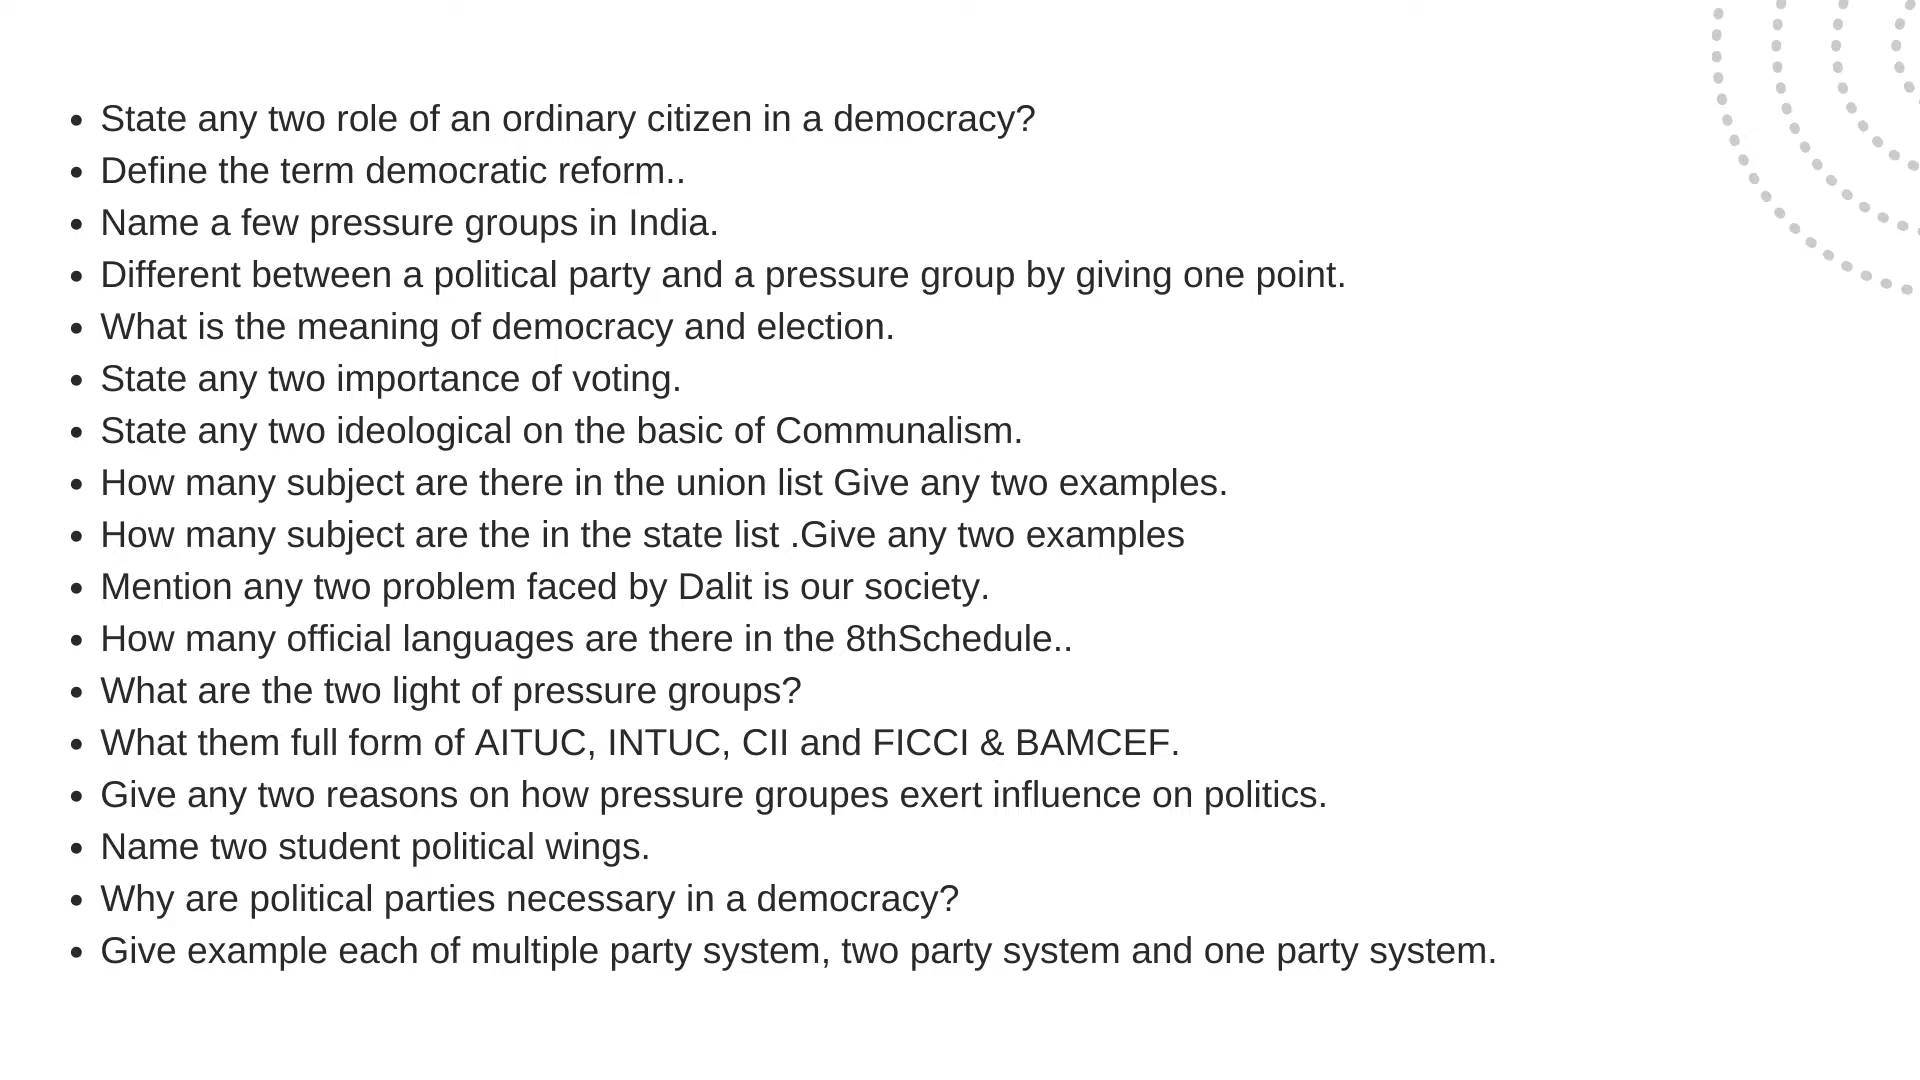 • State any two role of an ordinary citizen in a democracy?
• Define the term democratic reform..
• Name a few pressure groups in India.
• Different between a political party and a pressure group by giving one point.
• What is the meaning of democracy and election.
• State any two importance of voting.
• State any two ideological on the basic of Communalism.
• How many subject are there in the union list Give any two examples.
• How many subject are the in the state list .Give any two examples
• Mention any two problem faced by Dalit is our society.
• How many official languages are there in the 8thSchedule..
• What are the two light of pressure groups?
• What them full form of AITUC, INTUC, CII and FICCI & BAMCEF.
• Give any two reasons on how pressure groupes exert influence on politics.
• Name two student political wings.
• Why are political parties necessary in a democracy?
• Give example each of multiple party system, two party system and one party system.